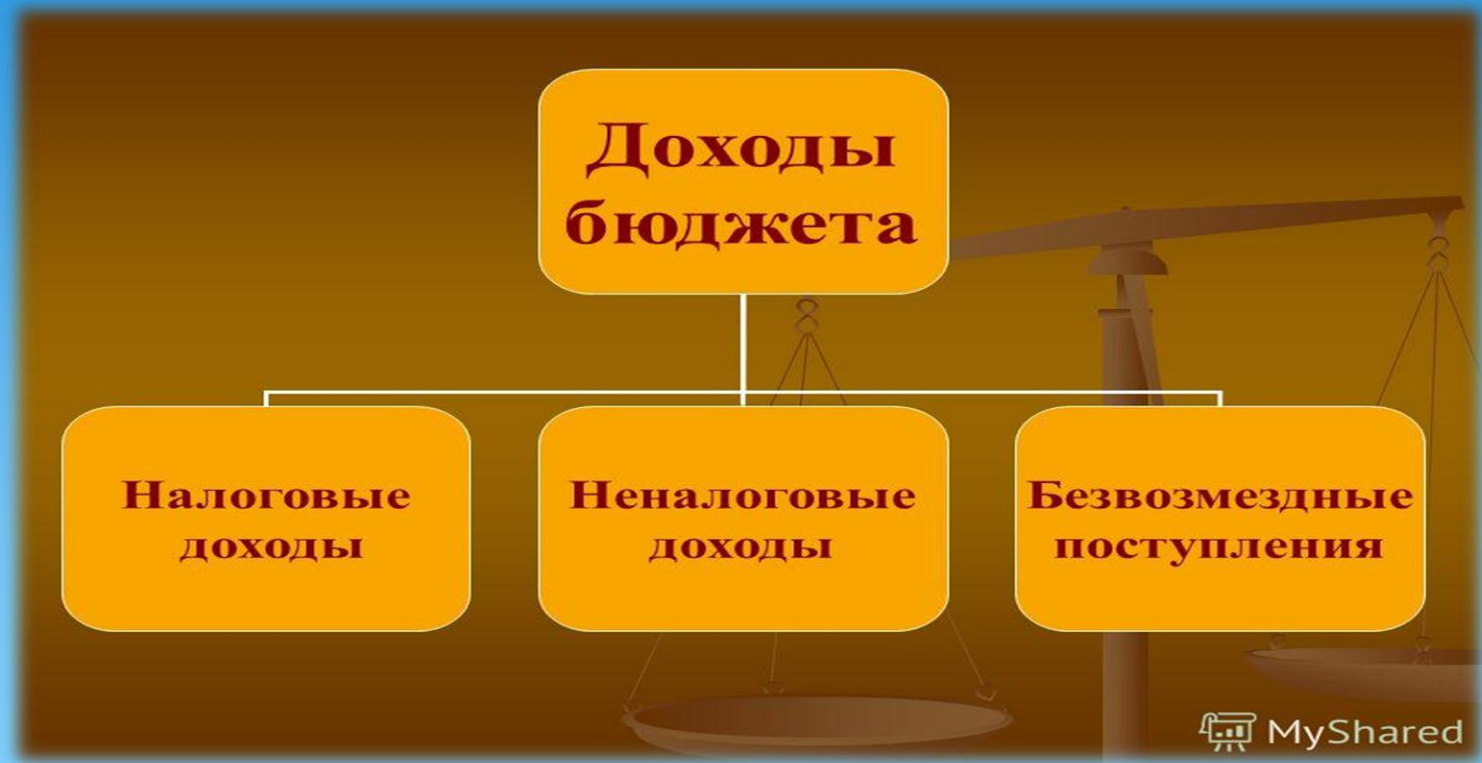 Доходы
бюджета
Налоговые
доходы
Неналоговые
доходы
Безвозмездные
поступления
MyShared